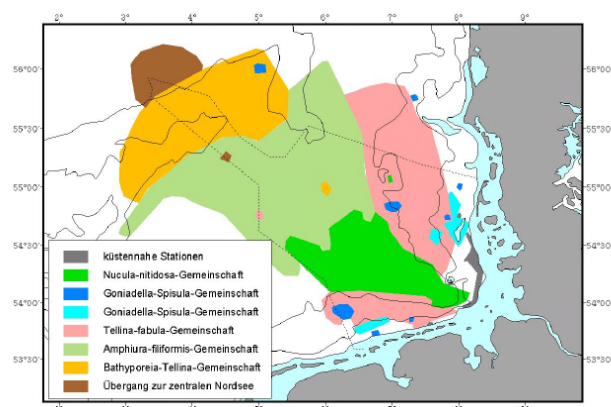 3° 4° 5° 6° 7° 8°
56°00'
55°30'
55°00'
54°30'
54°00'
53°30'
56°00'
55°30'
55°00'
54°30'
54°00'
53°30'
küstennahe Stationen
Nucula-nitidosa-Gemeinschaft
Goniadella-Spisula-Gemeinschaft
Goniadella-Spisula-Gemeinschaft
Tellina-fabula-Gemeinschaft
Amphiura-filiformis-Gemeinschaft
Bathyporeia-Tellina-Gemeinschaft
Übergang zur zentralen Nordsee